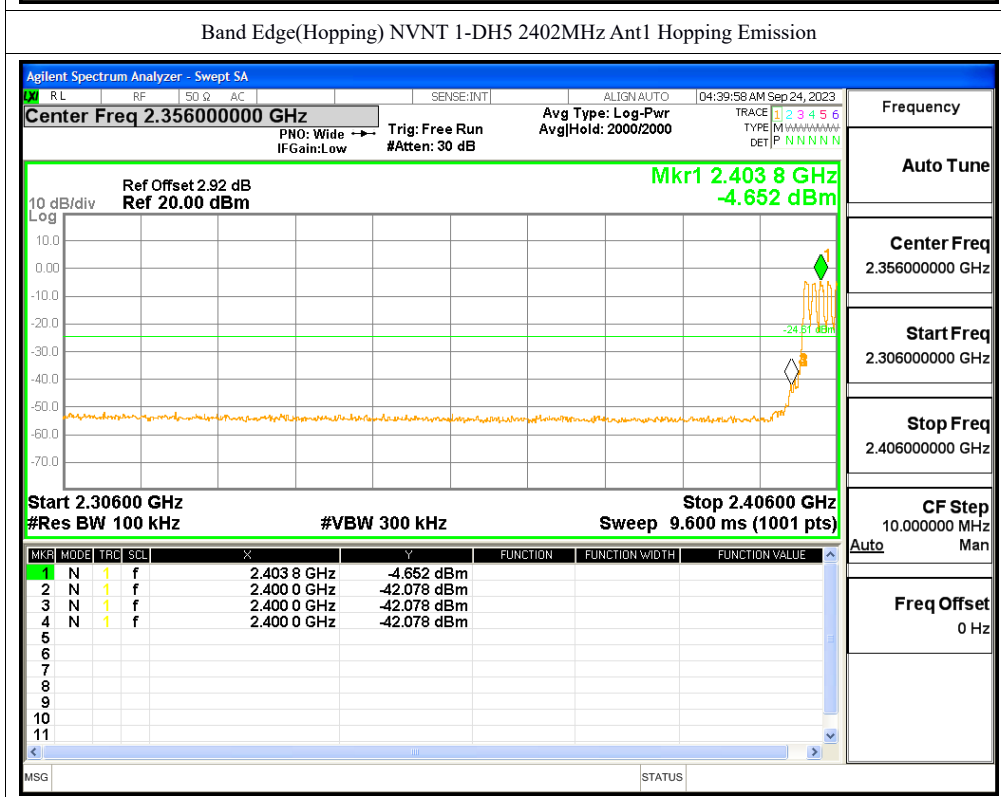 Band Edge(Hopping) NVNT 1-DH5 2402MHz Ant1 Hopping Emission
Agilent Spectrum Analyzer - Swept SA
LXI RL RF 50 Ω AC SENSE:INT ALIGN AUTO 04:39:58 AM Sep 24, 2023
Center Freq 2.356000000 GHz
PNO: Wide
IFGain:Low
Trig: Free Run
#Atten: 30 dB
Avg Type: Log-Pwr
Avg|Hold: 2000/2000
TRACE 1 2 3 4 5 6
TYPE M
DET P N N N N N
Mkr1 2.403 8 GHz
-4.652 dBm
Ref Offset 2.92 dB
10 dB/div Ref 20.00 dBm
Log
10.0
0.00
-10.0
-20.0
-30.0
-40.0
-50.0
-60.0
-70.0
1
Start 2.30600 GHz Stop 2.40600 GHz
#Res BW 100 kHz #VBW 300 kHz Sweep 9.600 ms (1001 pts)
MKR MODE TRC SCL X Y FUNCTION FUNCTION WIDTH FUNCTION VALUE
1 N 1 f 2.403 8 GHz -4.652 dBm
2 N 1 f 2.400 0 GHz -42.078 dBm
3 N 1 f 2.400 0 GHz -42.078 dBm
4 N 1 f 2.400 0 GHz -42.078 dBm
5
6
7
8
9
10
11
MSG STATUS
Frequency
Auto Tune
Center Freq
2.356000000 GHz
Start Freq
2.306000000 GHz
Stop Freq
2.406000000 GHz
CF Step
10.000000 MHz
Auto Man
Freq Offset
0 Hz